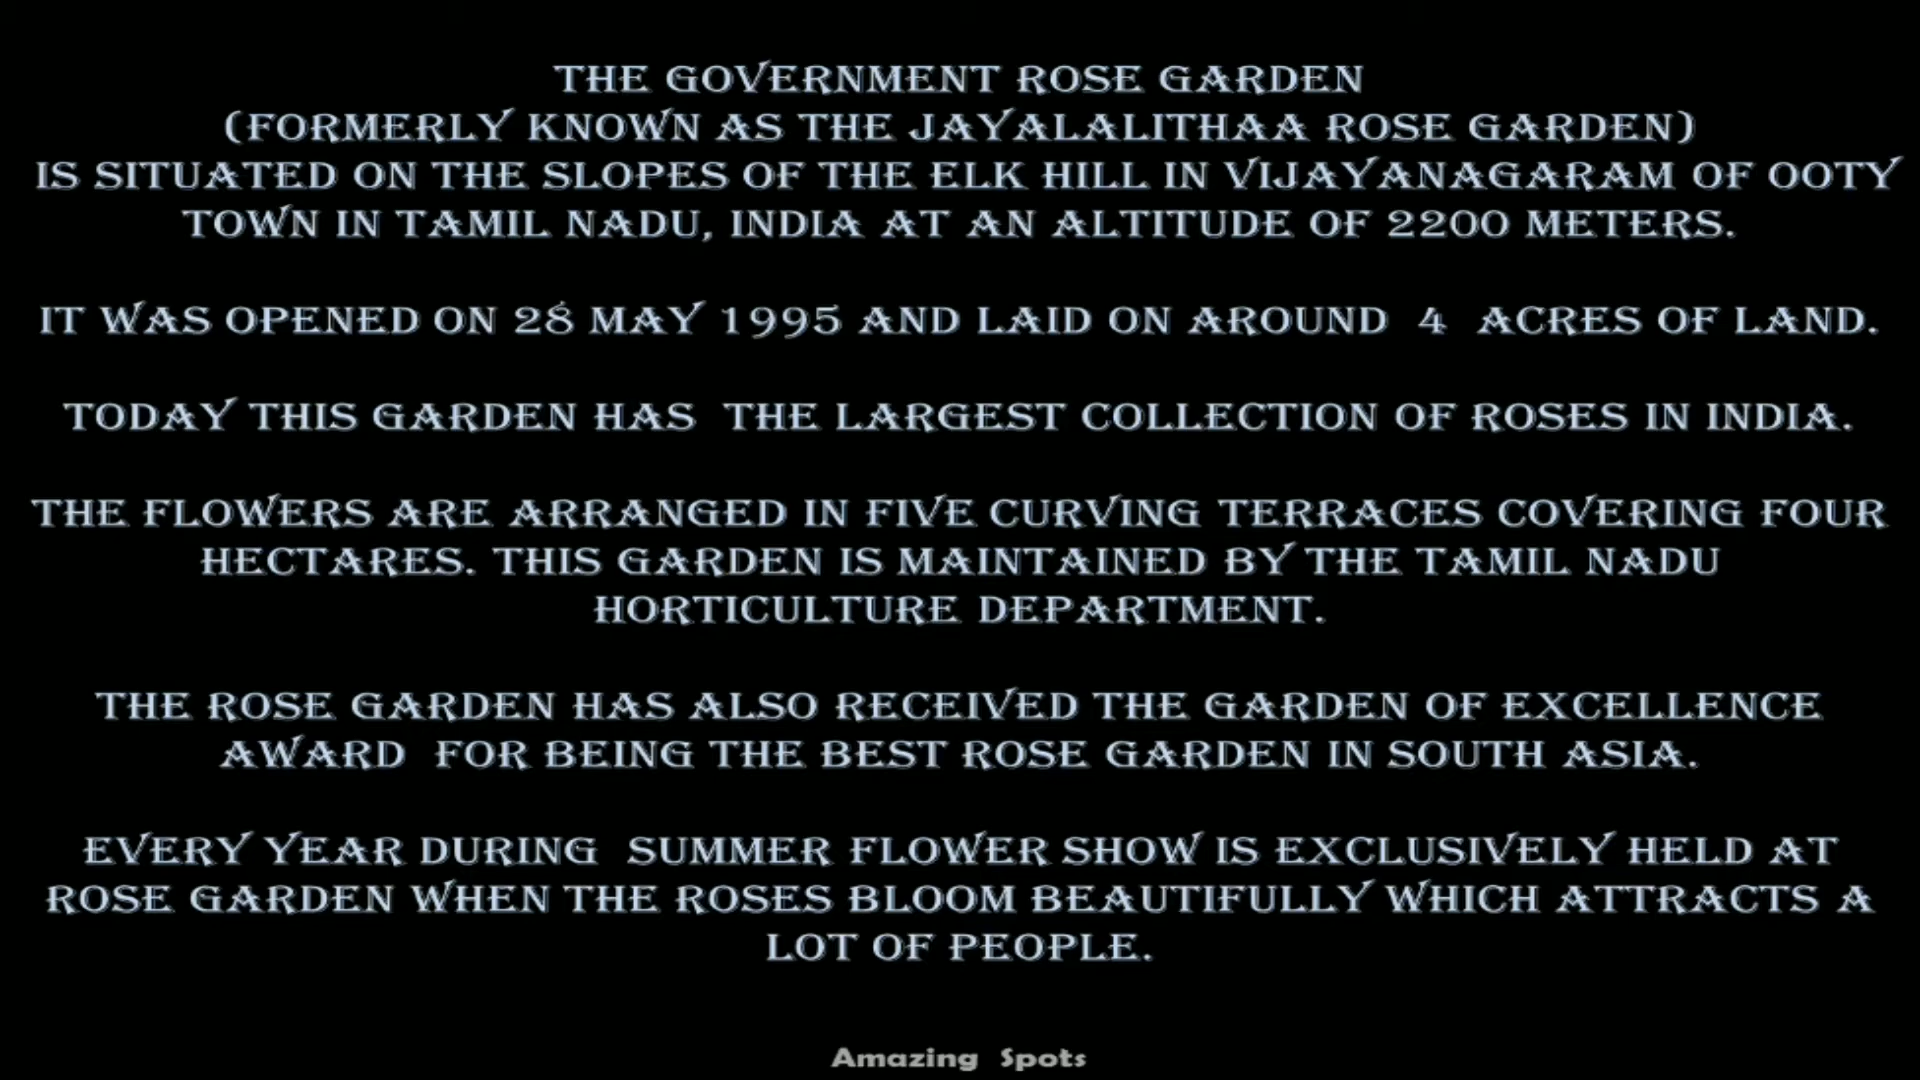 THE GOVERNMENT ROSE GARDEN
(FORMERLY KNOWN AS THE JAYALALITHAA ROSE GARDEN)
IS SITUATED ON THE SLOPES OF THE ELK HILL IN VIJAYANAGARAM OF OOTY
TOWN IN TAMIL NADU, INDIA AT AN ALTITUDE OF 2200 METERS.
IT WAS OPENED ON 28 MAY 1995 AND LAID ON AROUND 4 ACRES OF LAND.
TODAY THIS GARDEN HAS THE LARGEST COLLECTION OF ROSES IN INDIA.
THE FLOWERS ARE ARRANGED IN FIVE CURVING TERRACES COVERING FOUR
HECTARES. THIS GARDEN IS MAINTAINED BY THE TAMIL NADU
HORTICULTURE DEPARTMENT.
THE ROSE GARDEN HAS ALSO RECEIVED THE GARDEN OF EXCELLENCE
AWARD FOR BEING THE BEST ROSE GARDEN IN SOUTH ASIA.
EVERY YEAR DURING SUMMER FLOWER SHOW IS EXCLUSIVELY HELD AT
ROSE GARDEN WHEN THE ROSES BLOOM BEAUTIFULLY WHICH ATTRACTS A
LOT OF PEOPLE.
Amazing Spots